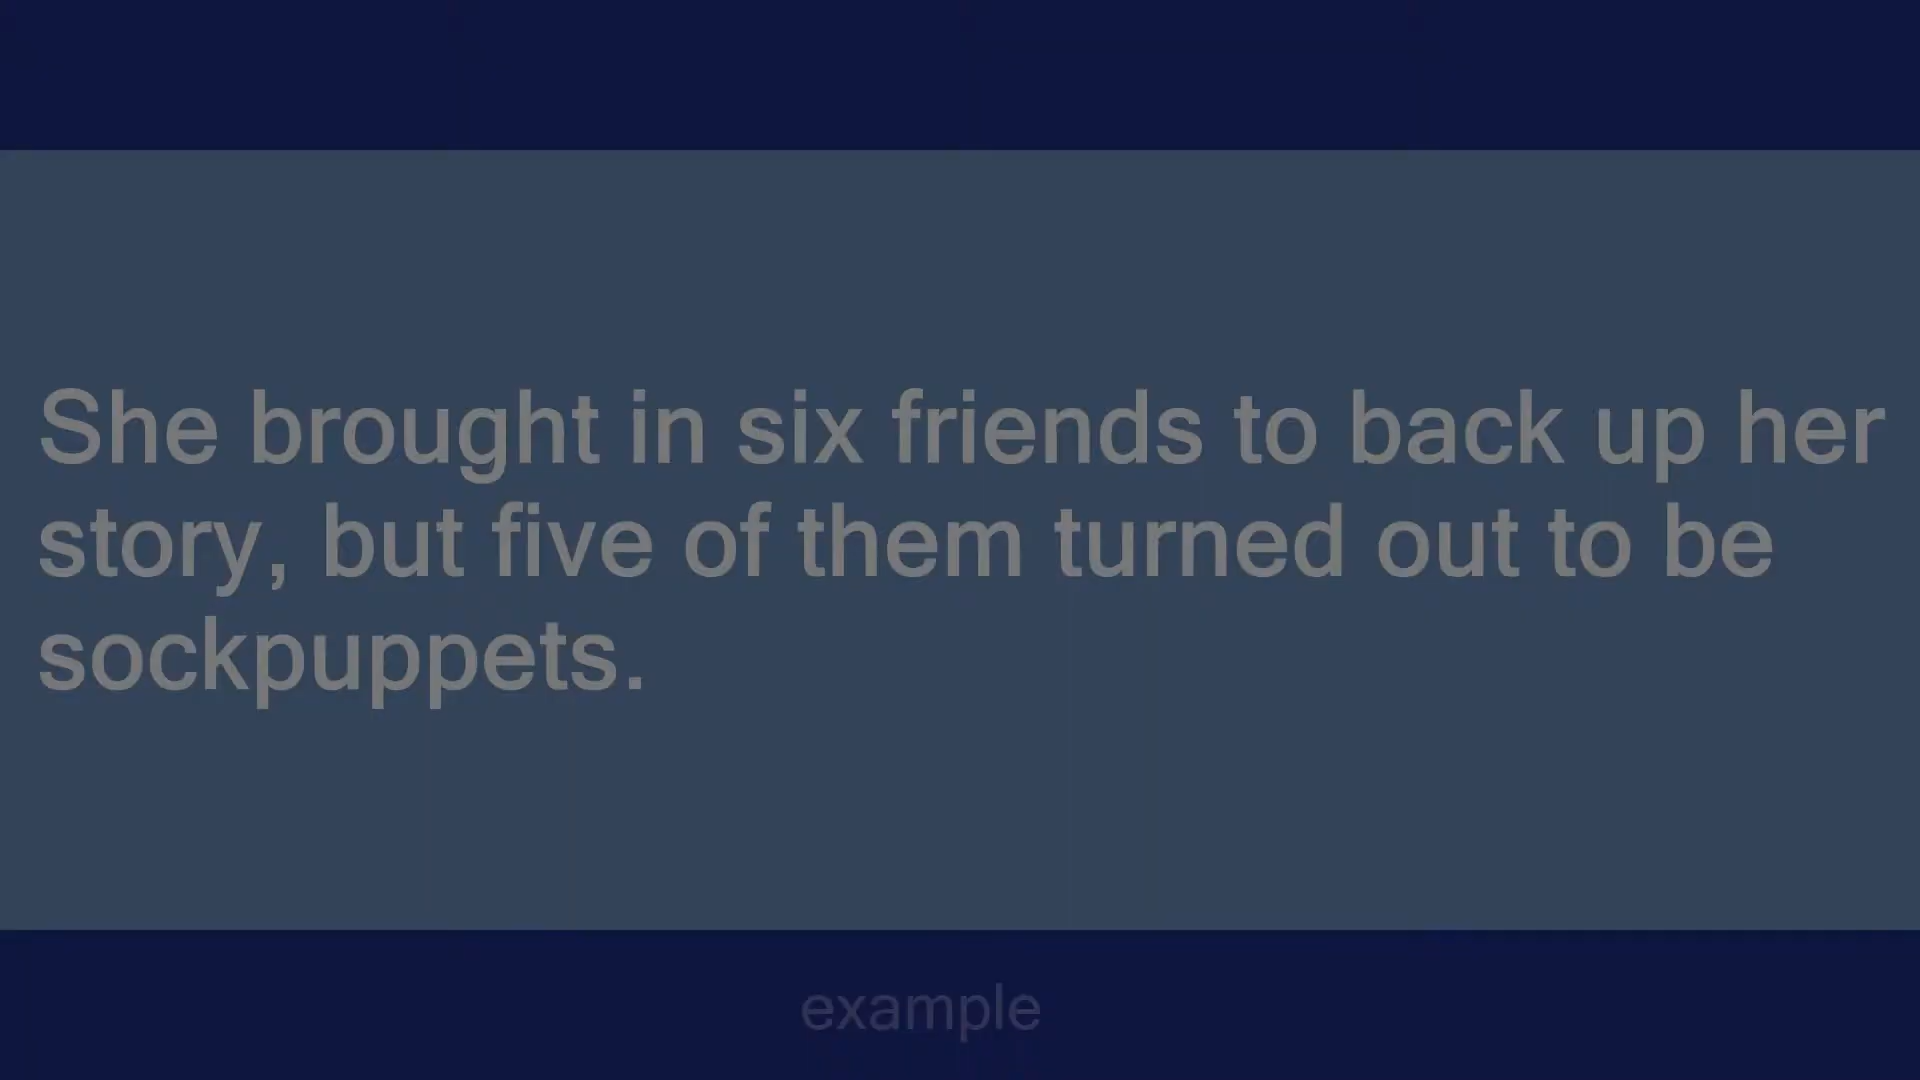 She brought in six friends to back up her
story, but five of them turned out to be
sockpuppets.
example